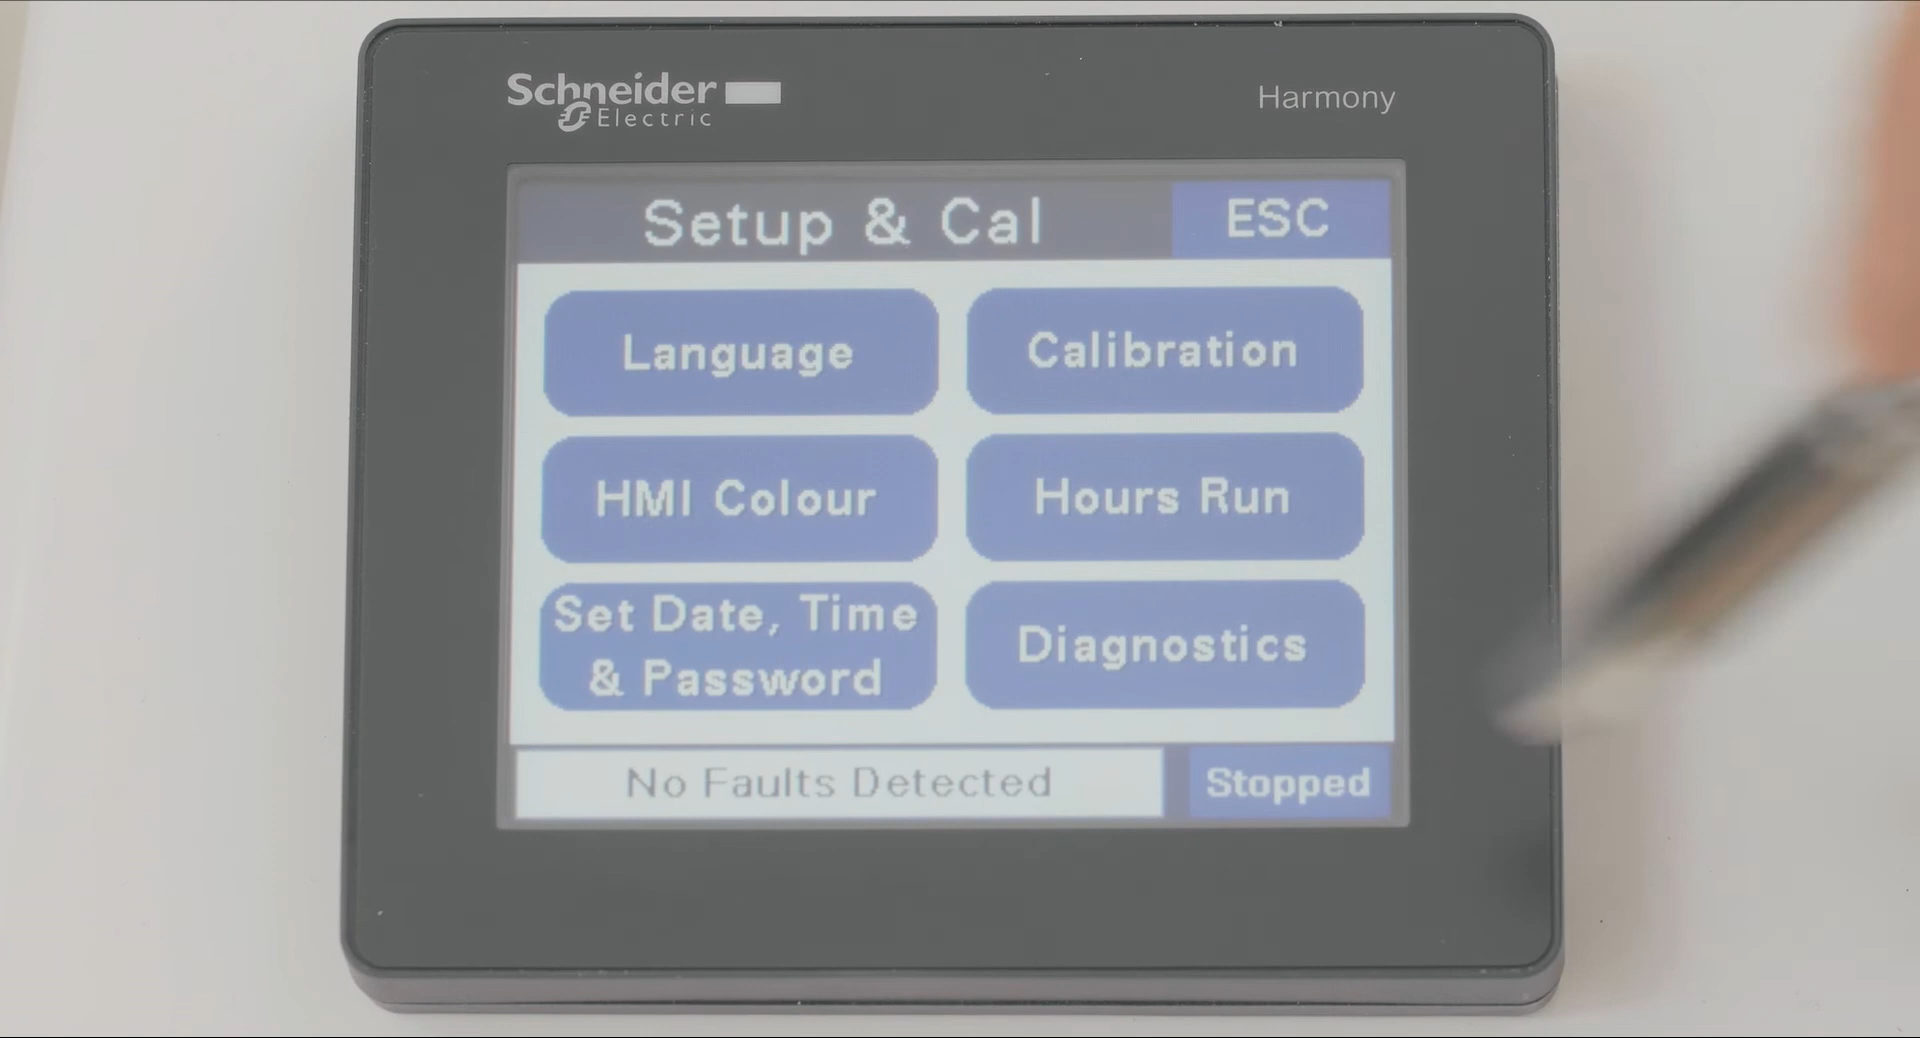 Schneider
Electric
Harmony
Setup & Cal
ESC
Language
Calibration
HMI Colour
Hours Run
Set Date, Time
& Password
Diagnostics
No Faults Detected
Stopped